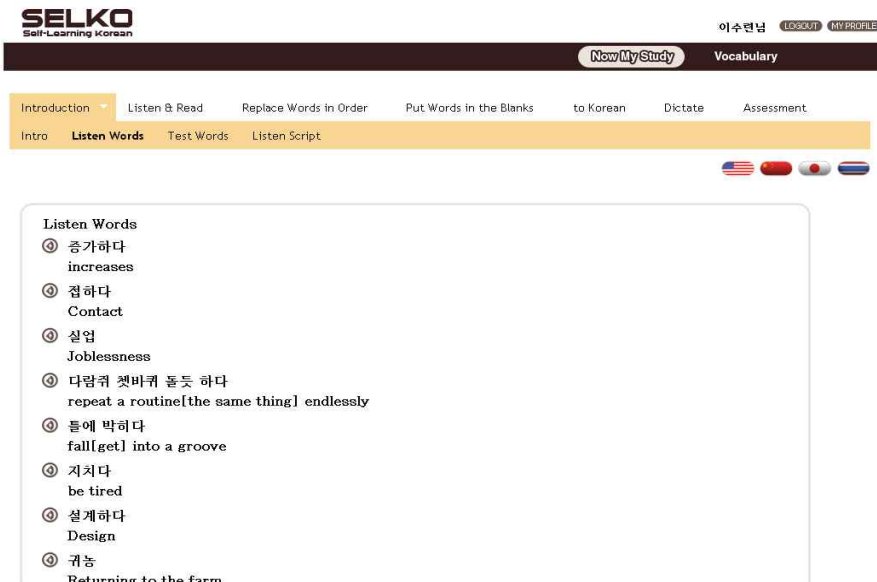 SELKO
Self-Learning Korean
이수련님 LOGOUT MY PROFILE
Now My Study Vocabulary
Introduction Listen & Read Replace Words in Order Put Words in the Blanks to Korean Dictate Assessment
Intro Listen Words Test Words Listen Script
Listen Words
증가하다
increases
접하다
Contact
실업
Joblessness
다람쥐 쳇바퀴 돌듯 하다
repeat a routine[the same thing] endlessly
틀에 박히다
fall[get] into a groove
지치다
be tired
설계하다
Design
귀농
Returning to the farm